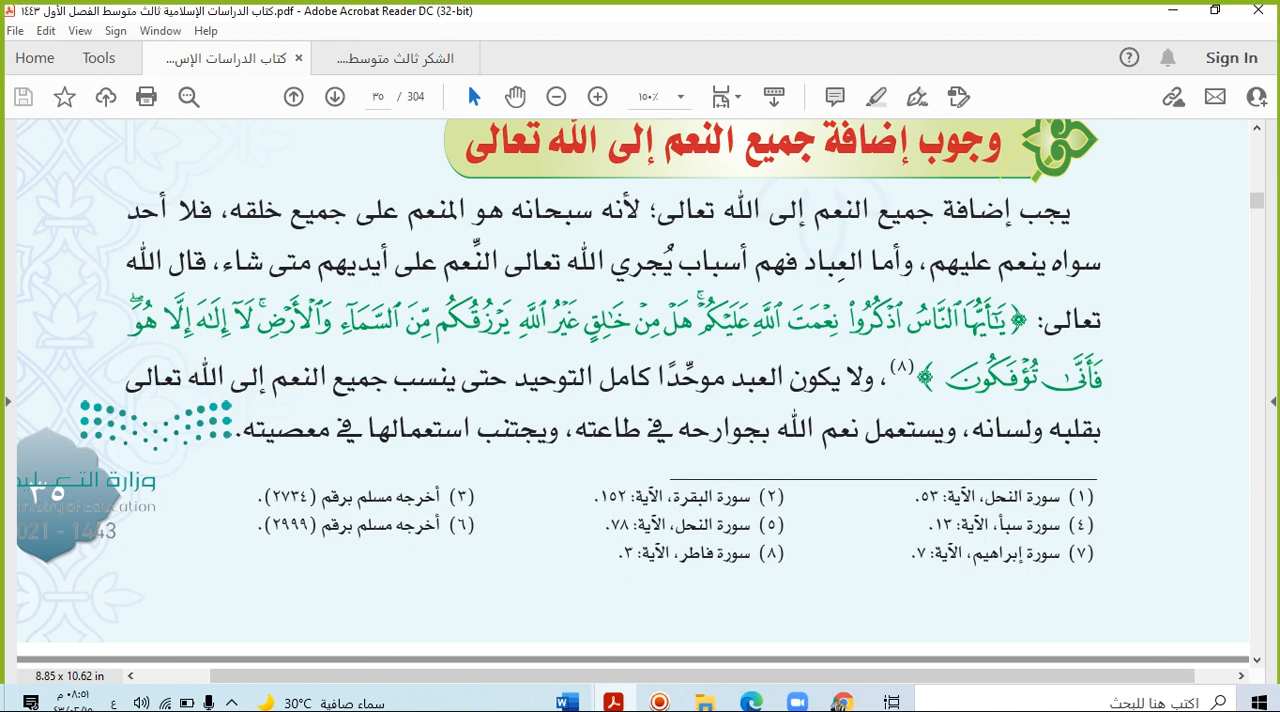 كتاب الدراسات الإسلامية ثالث متوسط الفصل الأول ١٤٤٣.pdf - Adobe Acrobat Reader DC (32-bit)
File Edit View Sign Window Help
Home Tools كتاب الدراسات الإس... × الشكر ثالث متوسط.... Sign In
٣٥ / 304 ١٥٠٪
وجوب إضافة جميع النعم إلى الله تعالى
يجب إضافة جميع النعم إلى الله تعالى؛ لأنه سبحانه هو المنعم على جميع خلقه، فلا أحد
سواه ينعم عليهم، وأما العِباد فهم أسباب يُجري الله تعالى النِّعم على أيديهم متى شاء، قال الله
تعالى: ﴿ يَٰٓأَيُّهَا ٱلنَّاسُ ٱذۡكُرُواْ نِعۡمَتَ ٱللَّهِ عَلَيۡكُمۡۚ هَلۡ مِنۡ خَٰلِقٍ غَيۡرُ ٱللَّهِ يَرۡزُقُكُم مِّنَ ٱلسَّمَآءِ وَٱلۡأَرۡضِۚ لَآ إِلَٰهَ إِلَّا هُوَۖ
فَأَنَّىٰ تُؤۡفَكُونَ ﴾(٨)، ولا يكون العبد موحِّدًا كامل التوحيد حتى ينسب جميع النعم إلى الله تعالى
بقلبه ولسانه، ويستعمل نعم الله بجوارحه في طاعته، ويجتنب استعمالها في معصيته.
وزارة التعليم
٣٥
Ministry of Education
2021 - 1443
(١) سورة النحل، الآية: ٥٣. (٢) سورة البقرة، الآية: ١٥٢. (٣) أخرجه مسلم برقم (٢٧٣٤).
(٤) سورة سبأ، الآية: ١٣. (٥) سورة النحل، الآية: ٧٨. (٦) أخرجه مسلم برقم (٢٩٩٩).
(٧) سورة إبراهيم، الآية: ٧. (٨) سورة فاطر، الآية: ٣.
8.85 x 10.62 in
اكتب هنا للبحث
سماء صافية 30°C
ع
٠٨:٥١ م